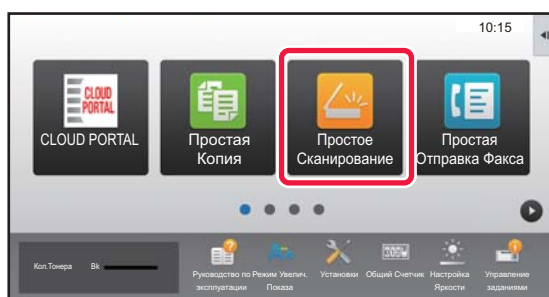 10:15
CLOUD
PORTAL
CLOUD PORTAL
Простая
Копия
Простое
Сканирование
Простая
Отправка Факса
Кол.Тонера
Bk
Руководство по
эксплуатации
Режим Увелич.
Показа
Установки
Общий Счетчик
Настройка
Яркости
Управление
заданиями